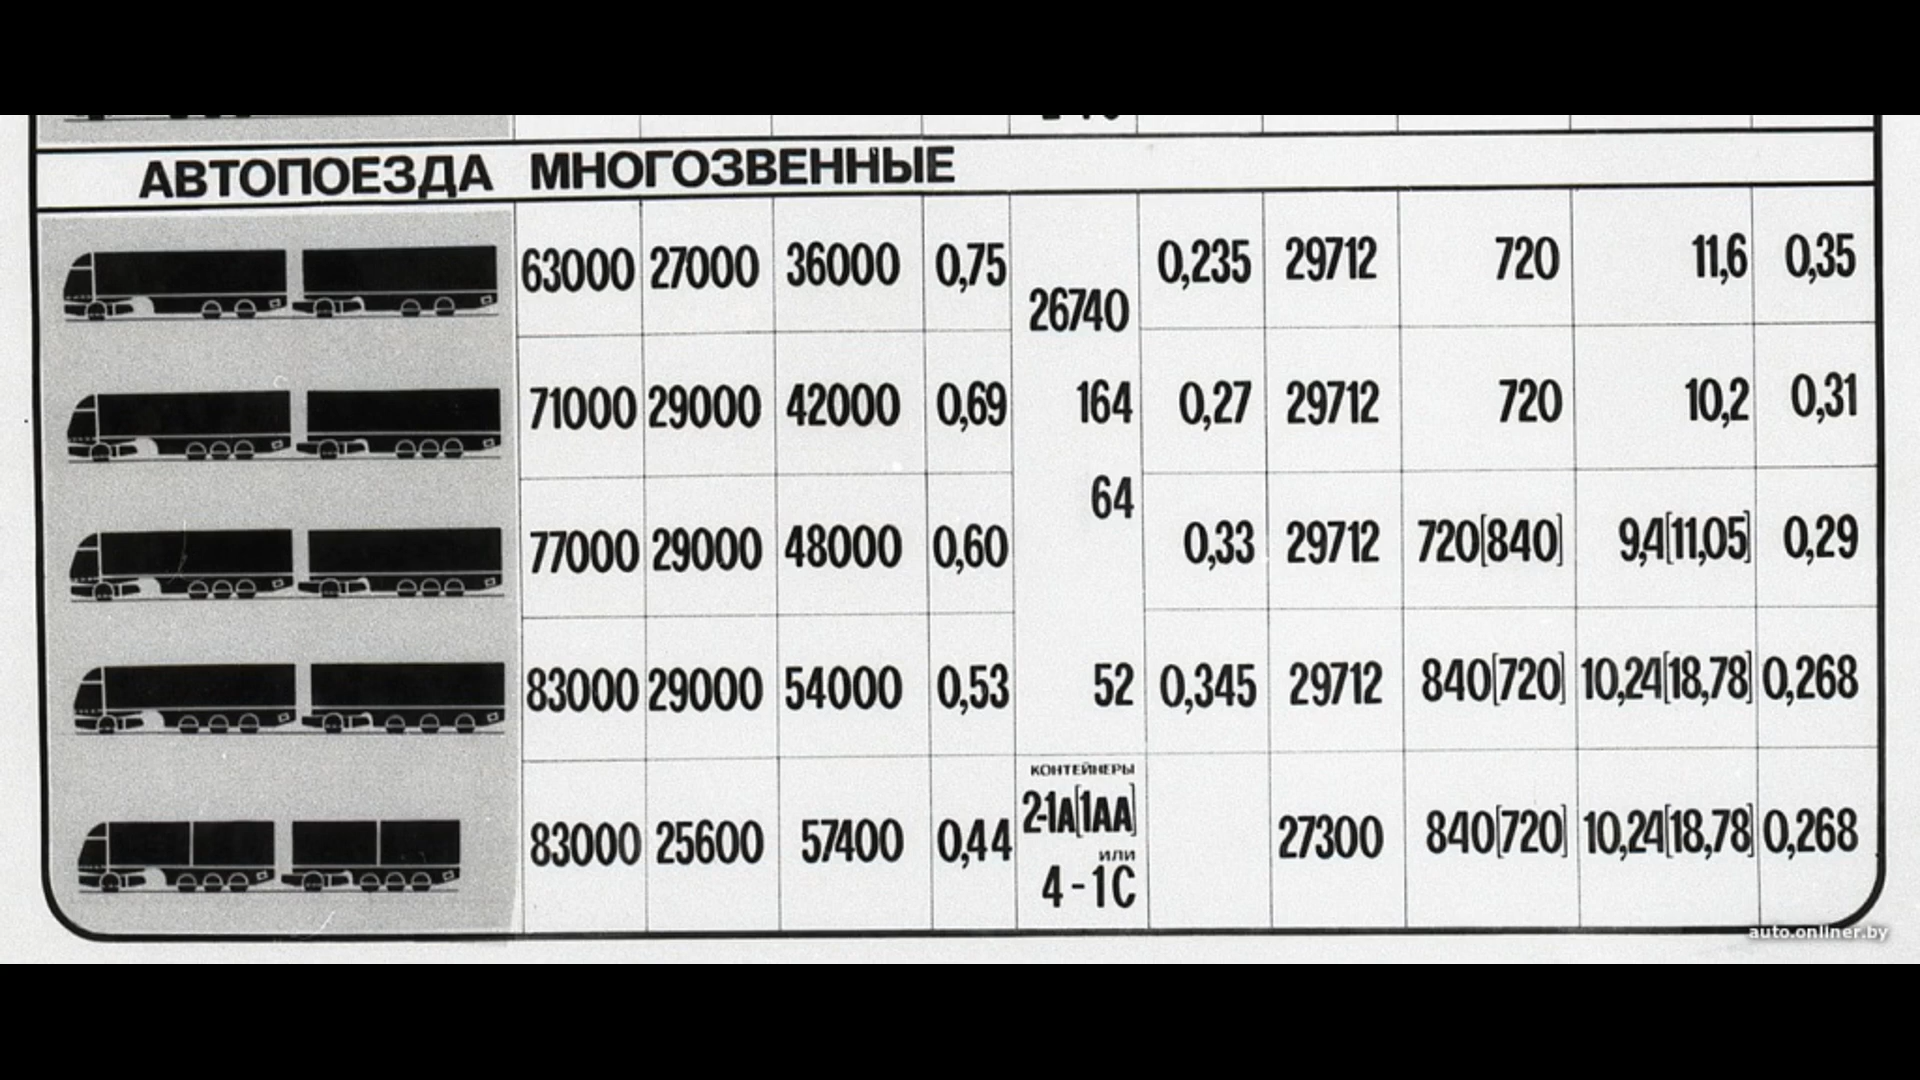 АВТОПОЕЗДА МНОГОЗВЕННЫЕ
63000 27000 36000 0,75 26740 0,235 29712 720 11,6 0,35
71000 29000 42000 0,69 164 0,27 29712 720 10,2 0,31
64
77000 29000 48000 0,60 0,33 29712 720[840] 9,4[11,05] 0,29
83000 29000 54000 0,53 52 0,345 29712 840[720] 10,24[18,78] 0,268
КОНТЕЙНЕРЫ
2-1А[1АА]
83000 25600 57400 0,44 27300 840[720] 10,24[18,78] 0,268
ИЛИ
4-1С
auto.onliner.by